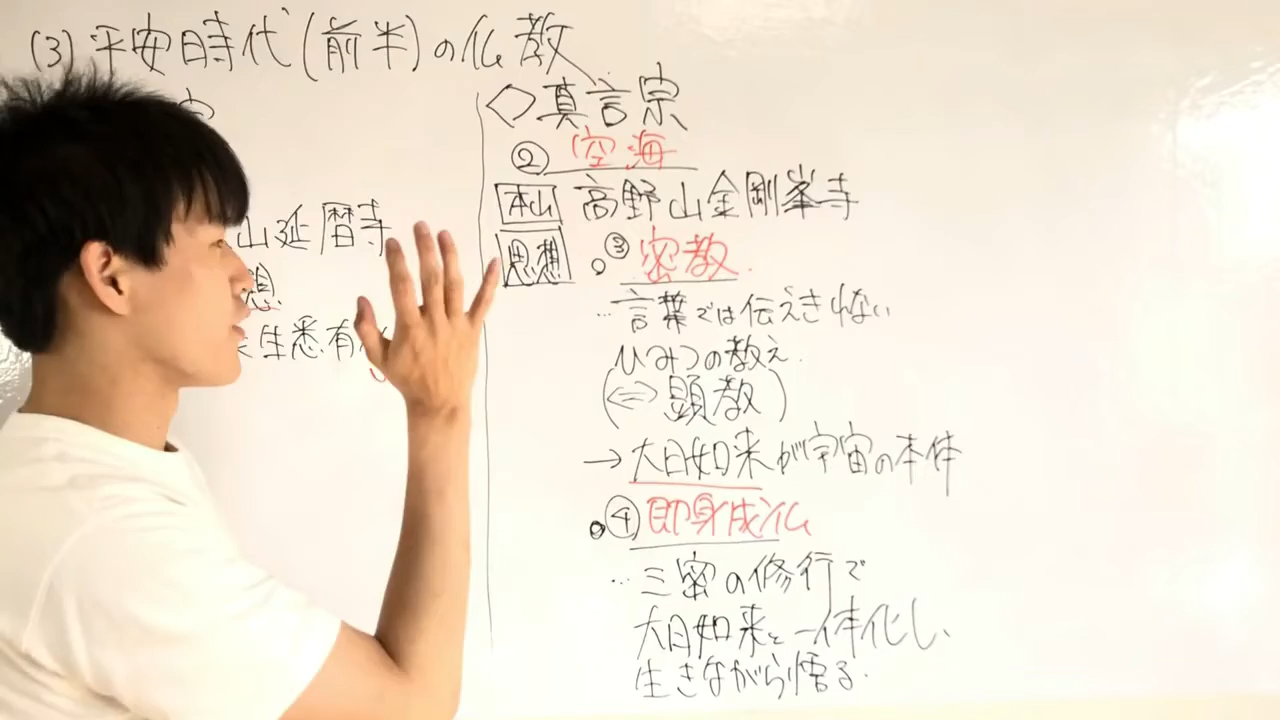 (3) 平安時代(前半)の仏教
宗
山延暦寺
想
生悉有
◇真言宗
② 空海
本山 高野山金剛峯寺
思想 •③ 密教
…言葉では伝えきれない
ひみつの教え.
(⇔ 顕教)
→大日如来が宇宙の本体
•④ 即身成仏
…三密の修行で
大日如来と一体化し、
生きながら悟る.